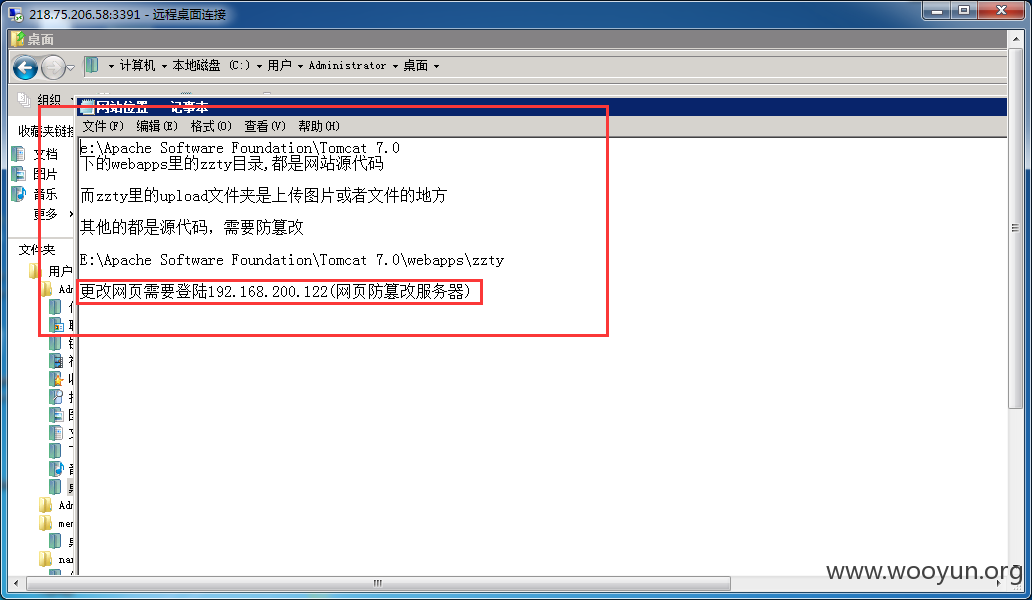 218.75.206.58:3391 - 远程桌面连接
桌面
计算机 本地磁盘 (C:) 用户 Administrator 桌面
组织
网站位置 - 记事本
文件(F) 编辑(E) 格式(O) 查看(V) 帮助(H)
收藏夹链接
文档
图片
音乐
更多
文件夹
用户
e:\Apache Software Foundation\Tomcat 7.0
下的webapps里的zzty目录,都是网站源代码
而zzty里的upload文件夹是上传图片或者文件的地方
其他的都是源代码，需要防篡改
E:\Apache Software Foundation\Tomcat 7.0\webapps\zzty
更改网页需要登陆192.168.200.122(网页防篡改服务器)
www.wooyun.org